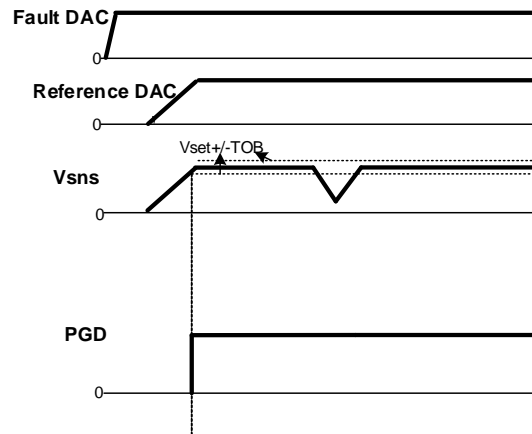 Fault DAC
0
Reference DAC
0
Vset+/-TOB
Vsns
0
PGD
0